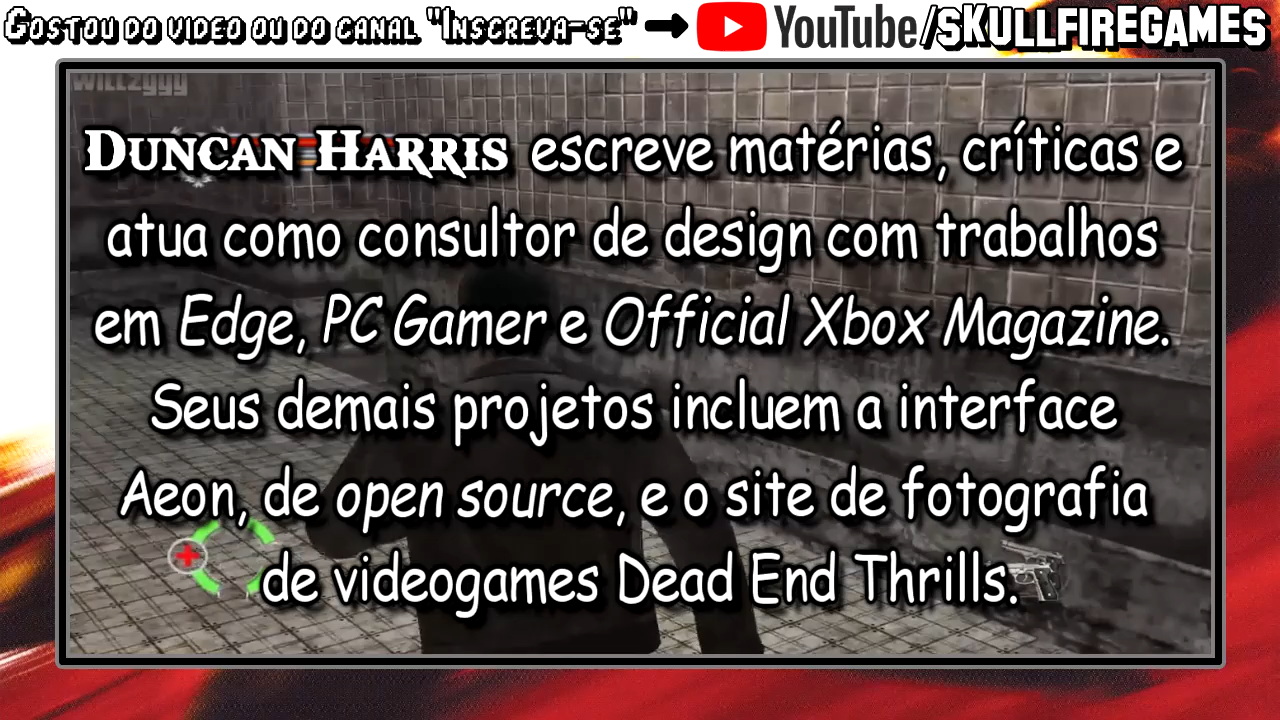 Gostou do video ou do canal "Inscreva-se" → YouTube/SKULLFIREGAMES
willzggg
Duncan Harris escreve matérias, críticas e
atua como consultor de design com trabalhos
em Edge, PC Gamer e Official Xbox Magazine.
Seus demais projetos incluem a interface
Aeon, de open source, e o site de fotografia
de videogames Dead End Thrills.